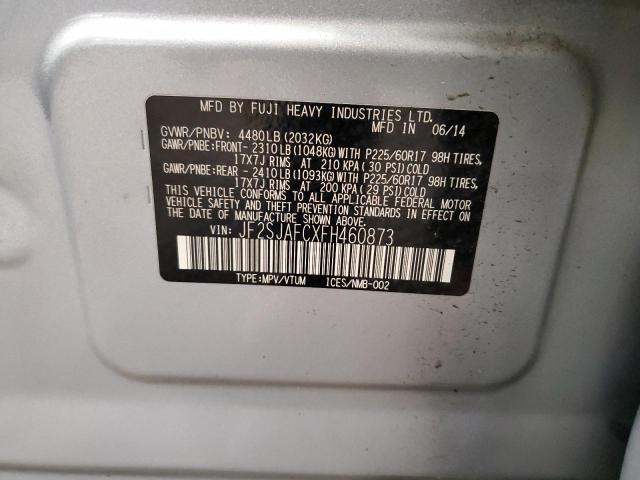 MFD BY FUJI HEAVY INDUSTRIES LTD.
MFD IN 06/14
GVWR/PNBV: 4480LB(2032KG)
GAWR/PNBE:FRONT- 2310LB(1048KG)WITH P225/60R17 98H TIRES,
17X7J RIMS AT 210 KPA(30 PSI)COLD
GAWR/PNBE:REAR - 2410LB(1093KG)WITH P225/60R17 98H TIRES,
17X7J RIMS AT 200 KPA(29 PSI)COLD
THIS VEHICLE CONFORMS TO ALL APPLICABLE FEDERAL MOTOR
VEHICLE SAFETY AND THEFT PREVENTION STANDARDS IN EFFECT ON THE
DATE OF MANUFACTURE SHOWN ABOVE.
VIN: JF2SJAFCXFH460873
TYPE:MPV/VTUM ICES/NMB-002